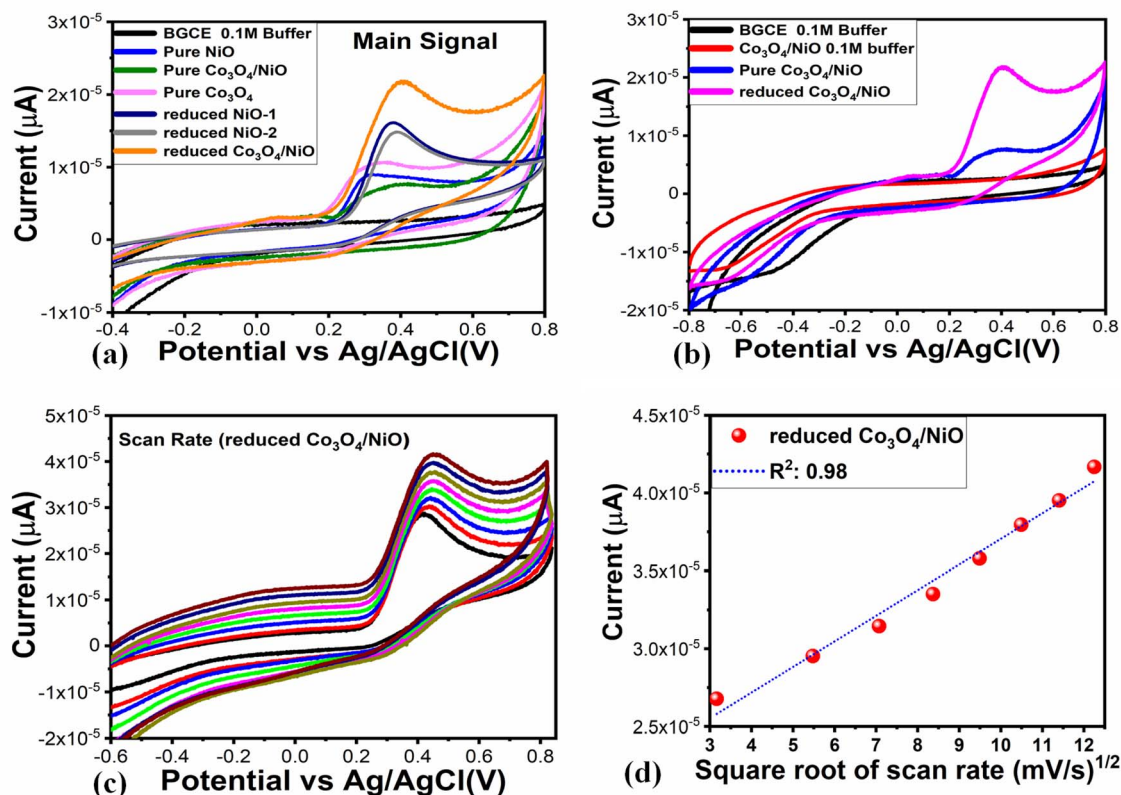 3x10⁻⁵
2x10⁻⁵
1x10⁻⁵
0
-1x10⁻⁵
Current (μA)
BGCE 0.1M Buffer
Pure NiO
Pure Co₃O₄/NiO
Pure Co₃O₄
reduced NiO-1
reduced NiO-2
reduced Co₃O₄/NiO
Main Signal
-0.4 -0.2 0.0 0.2 0.4 0.6 0.8
(a) Potential vs Ag/AgCl(V)
3x10⁻⁵
2x10⁻⁵
1x10⁻⁵
0
-1x10⁻⁵
-2x10⁻⁵
Current (μA)
BGCE 0.1M Buffer
Co₃O₄/NiO 0.1M buffer
Pure Co₃O₄/NiO
reduced Co₃O₄/NiO
-0.8 -0.6 -0.4 -0.2 0.0 0.2 0.4 0.6 0.8
(b) Potential vs Ag/AgCl(V)
5x10⁻⁵
4x10⁻⁵
3x10⁻⁵
2x10⁻⁵
1x10⁻⁵
0
-1x10⁻⁵
-2x10⁻⁵
Current (μA)
Scan Rate (reduced Co₃O₄/NiO)
-0.6 -0.4 -0.2 0.0 0.2 0.4 0.6 0.8
(c) Potential vs Ag/AgCl(V)
4.5x10⁻⁵
4.0x10⁻⁵
3.5x10⁻⁵
3.0x10⁻⁵
2.5x10⁻⁵
Current (μA)
reduced Co₃O₄/NiO
R²: 0.98
3 4 5 6 7 8 9 10 11 12
(d) Square root of scan rate (mV/s)¹ᐟ²